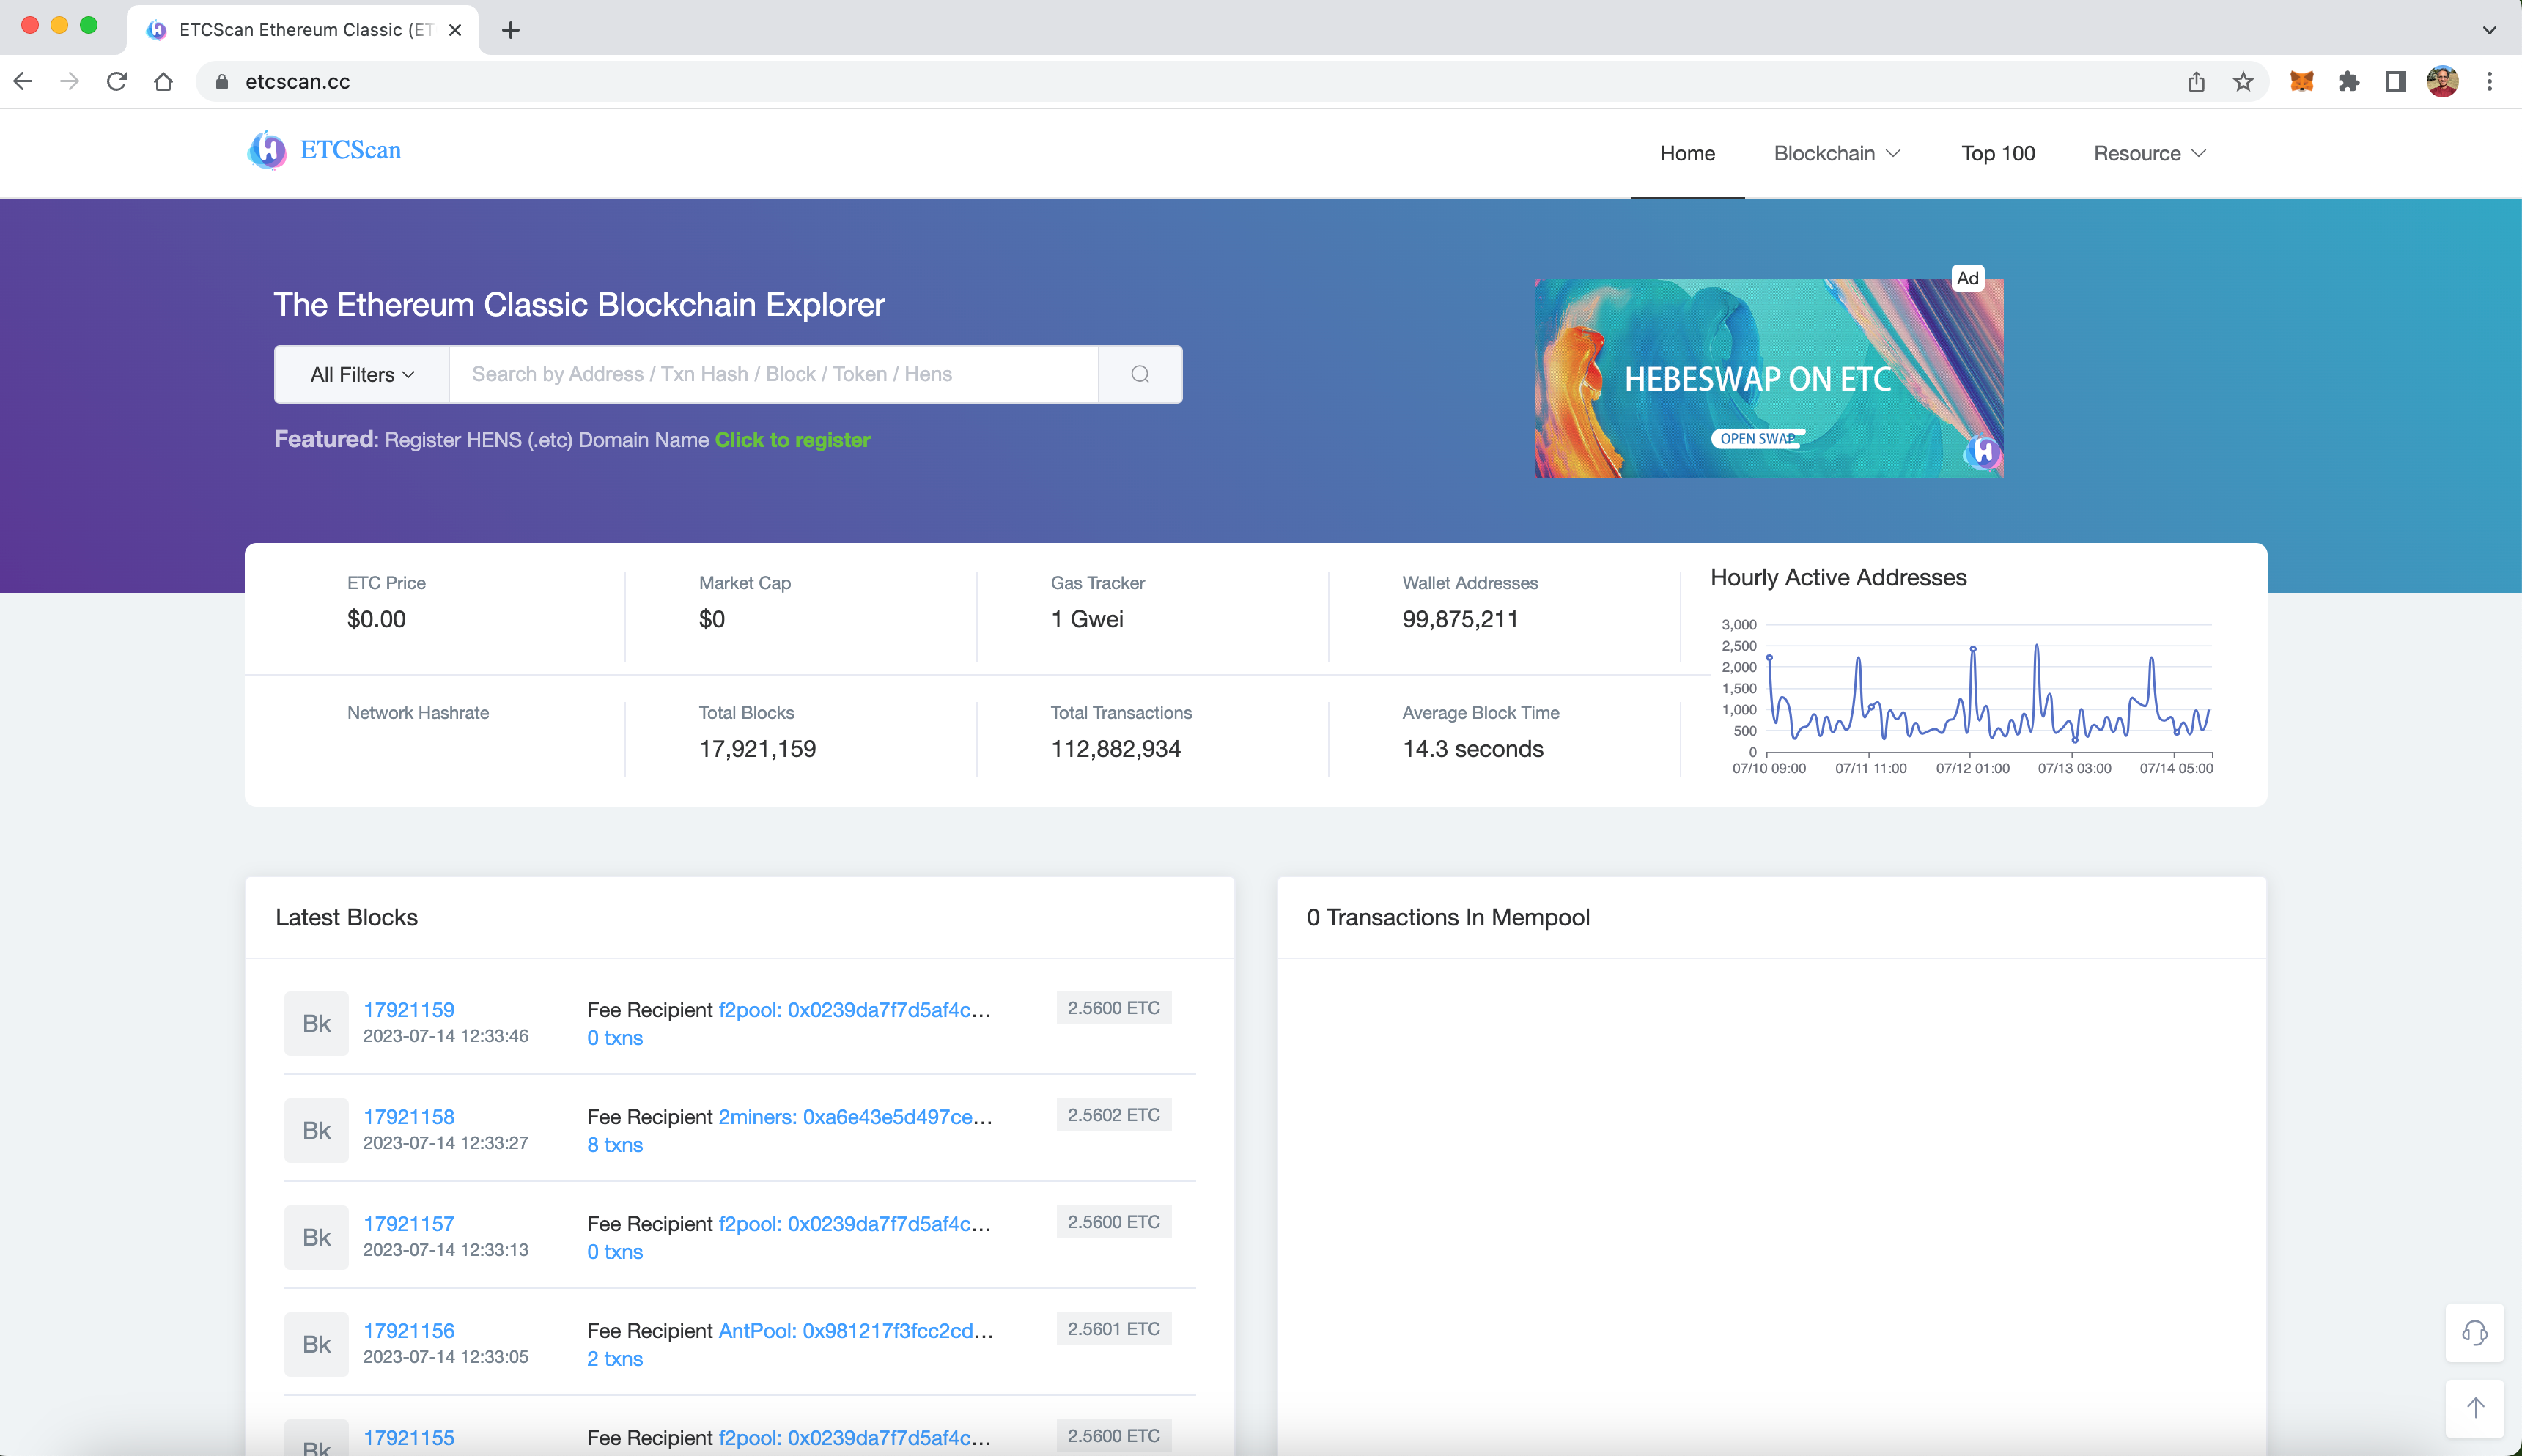 ETCScan Ethereum Classic (ET
etcscan.cc
ETCScan
Home
Blockchain
Top 100
Resource
The Ethereum Classic Blockchain Explorer
All Filters
Search by Address / Txn Hash / Block / Token / Hens
Featured: Register HENS (.etc) Domain Name Click to register
Ad
HEBESWAP ON ETC
OPEN SWAP
ETC Price
$0.00
Market Cap
$0
Gas Tracker
1 Gwei
Wallet Addresses
99,875,211
Network Hashrate
Total Blocks
17,921,159
Total Transactions
112,882,934
Average Block Time
14.3 seconds
Hourly Active Addresses
3,000
2,500
2,000
1,500
1,000
500
0
07/10 09:00
07/11 11:00
07/12 01:00
07/13 03:00
07/14 05:00
Latest Blocks
Bk
17921159
2023-07-14 12:33:46
Fee Recipient f2pool: 0x0239da7f7d5af4c...
0 txns
2.5600 ETC
Bk
17921158
2023-07-14 12:33:27
Fee Recipient 2miners: 0xa6e43e5d497ce...
8 txns
2.5602 ETC
Bk
17921157
2023-07-14 12:33:13
Fee Recipient f2pool: 0x0239da7f7d5af4c...
0 txns
2.5600 ETC
Bk
17921156
2023-07-14 12:33:05
Fee Recipient AntPool: 0x981217f3fcc2cd...
2 txns
2.5601 ETC
Bk
17921155
Fee Recipient f2pool: 0x0239da7f7d5af4c...
2.5600 ETC
0 Transactions In Mempool